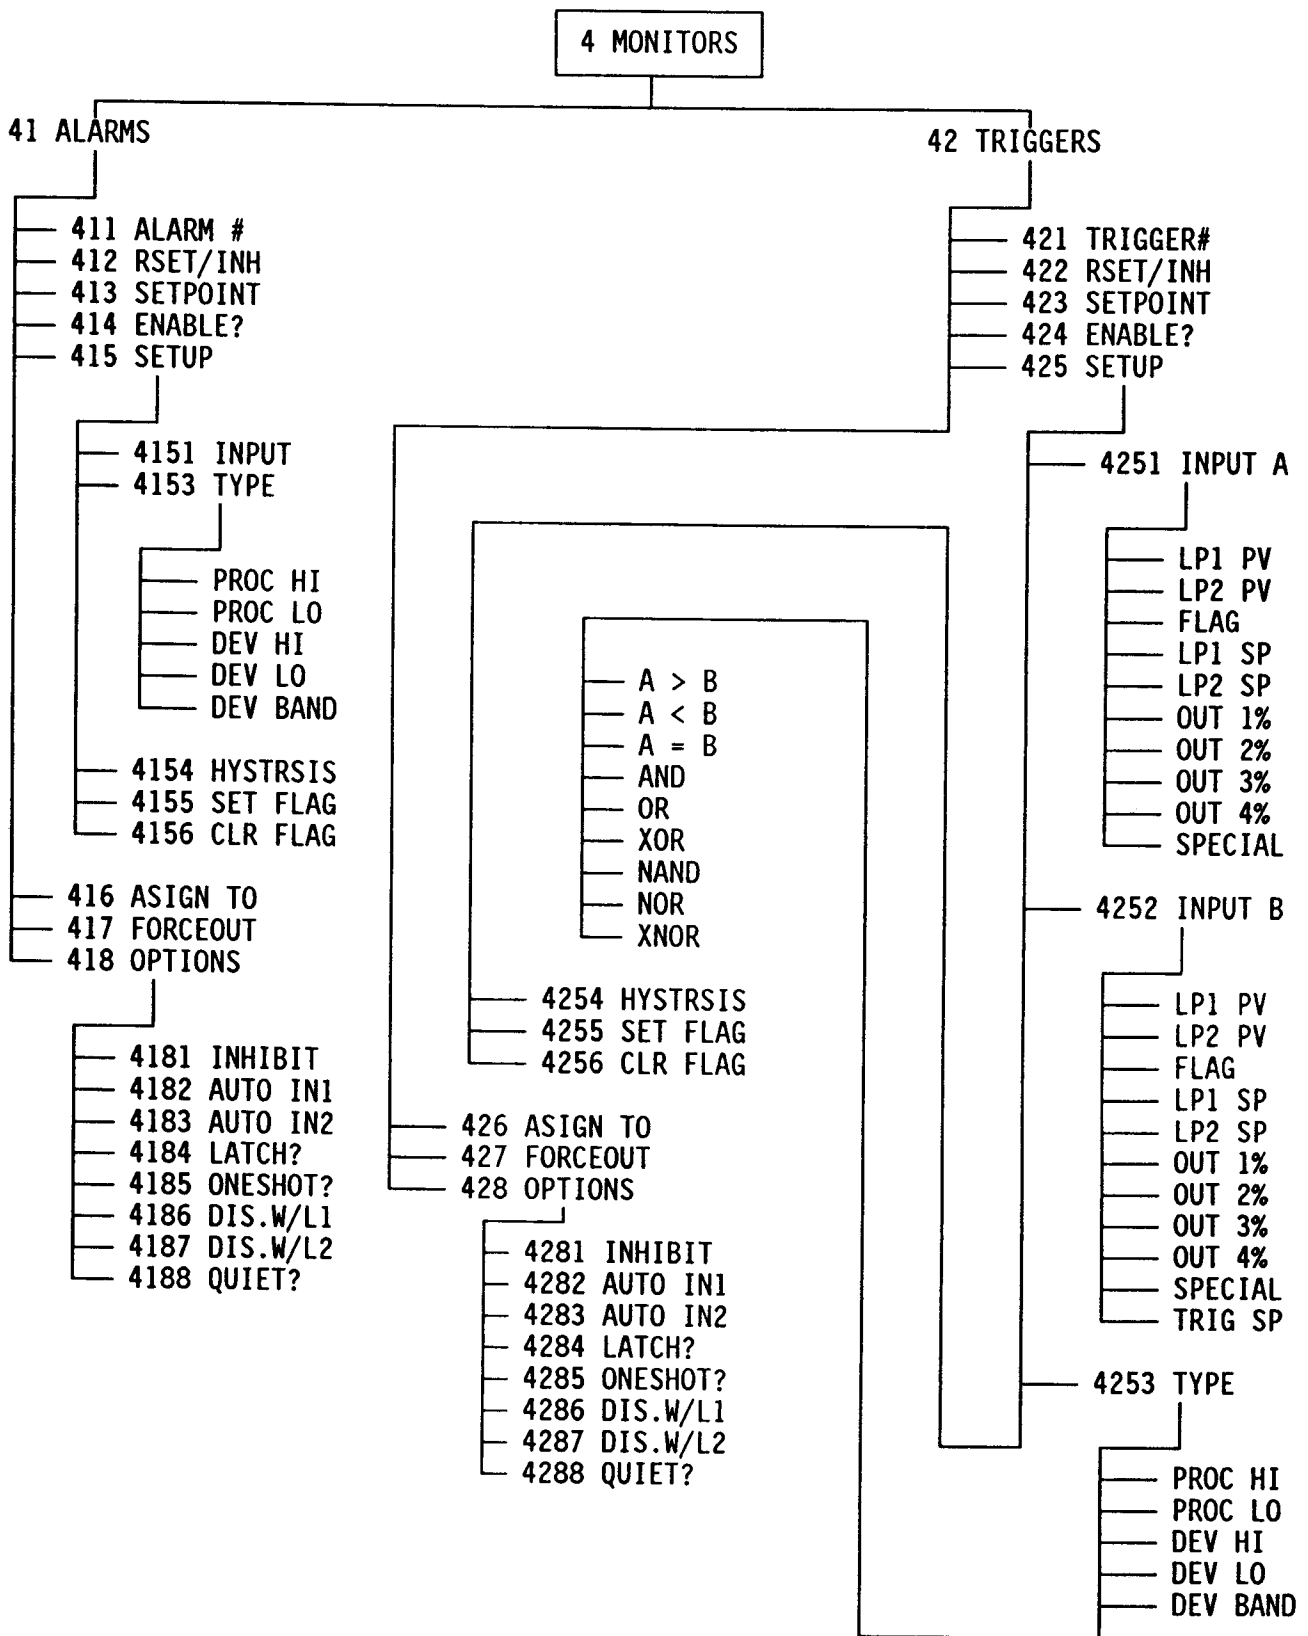 4 MONITORS
41 ALARMS
411 ALARM #
412 RSET/INH
413 SETPOINT
414 ENABLE?
415 SETUP
4151 INPUT
4153 TYPE
PROC HI
PROC LO
DEV HI
DEV LO
DEV BAND
4154 HYSTRSIS
4155 SET FLAG
4156 CLR FLAG
416 ASIGN TO
417 FORCEOUT
418 OPTIONS
4181 INHIBIT
4182 AUTO IN1
4183 AUTO IN2
4184 LATCH?
4185 ONESHOT?
4186 DIS.W/L1
4187 DIS.W/L2
4188 QUIET?
42 TRIGGERS
421 TRIGGER#
422 RSET/INH
423 SETPOINT
424 ENABLE?
425 SETUP
4251 INPUT A
LP1 PV
LP2 PV
FLAG
LP1 SP
LP2 SP
OUT 1%
OUT 2%
OUT 3%
OUT 4%
SPECIAL
4252 INPUT B
LP1 PV
LP2 PV
FLAG
LP1 SP
LP2 SP
OUT 1%
OUT 2%
OUT 3%
OUT 4%
SPECIAL
TRIG SP
4253 TYPE
PROC HI
PROC LO
DEV HI
DEV LO
DEV BAND
A > B
A < B
A = B
AND
OR
XOR
NAND
NOR
XNOR
4254 HYSTRSIS
4255 SET FLAG
4256 CLR FLAG
426 ASIGN TO
427 FORCEOUT
428 OPTIONS
4281 INHIBIT
4282 AUTO IN1
4283 AUTO IN2
4284 LATCH?
4285 ONESHOT?
4286 DIS.W/L1
4287 DIS.W/L2
4288 QUIET?